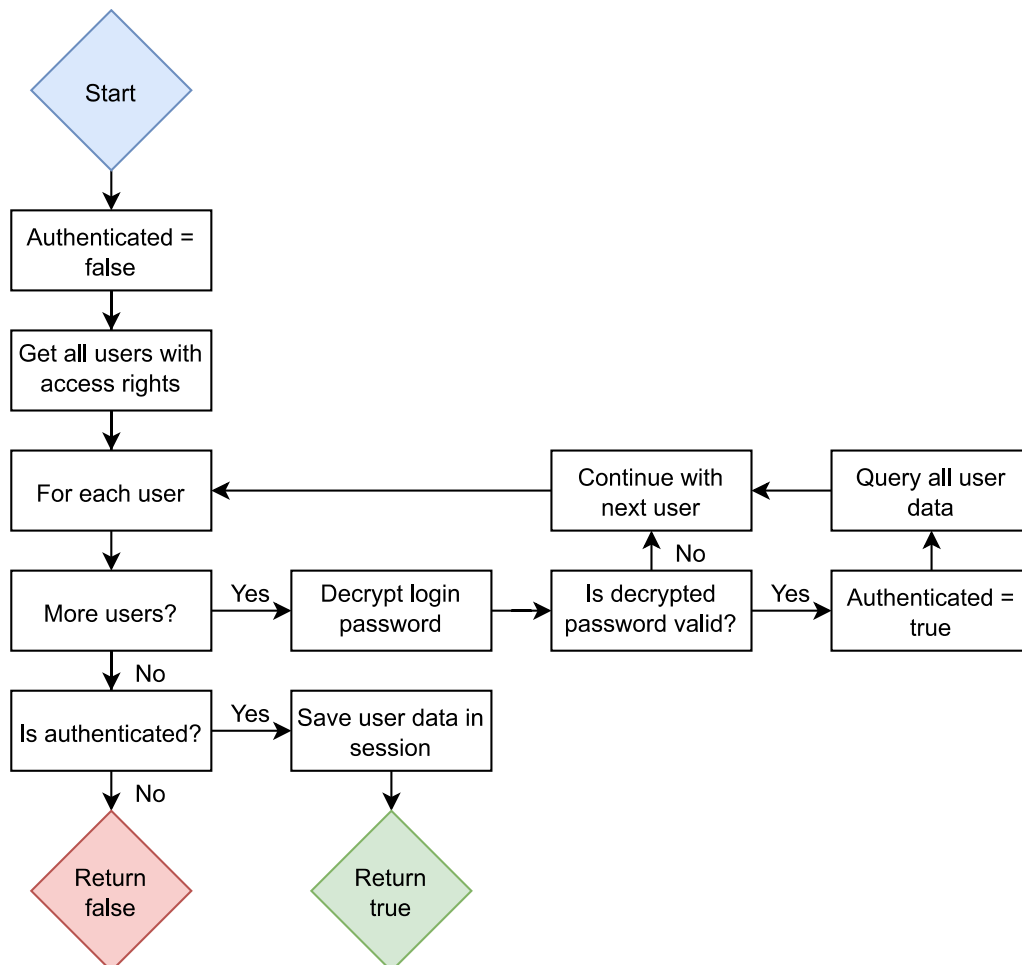 Start
Authenticated =
false
Get all users with
access rights
For each user
Continue with
next user
Query all user
data
No
More users?
Yes
Decrypt login
password
Is decrypted
password valid?
Yes
Authenticated =
true
No
Is authenticated?
Yes
Save user data in
session
No
Return
false
Return
true